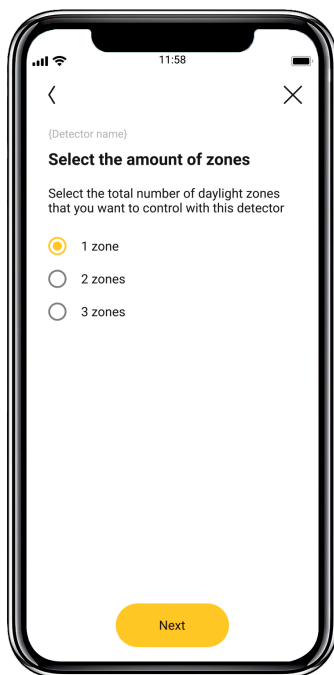 11:58
{Detector name}
Select the amount of zones
Select the total number of daylight zones
that you want to control with this detector
1 zone
2 zones
3 zones
Next